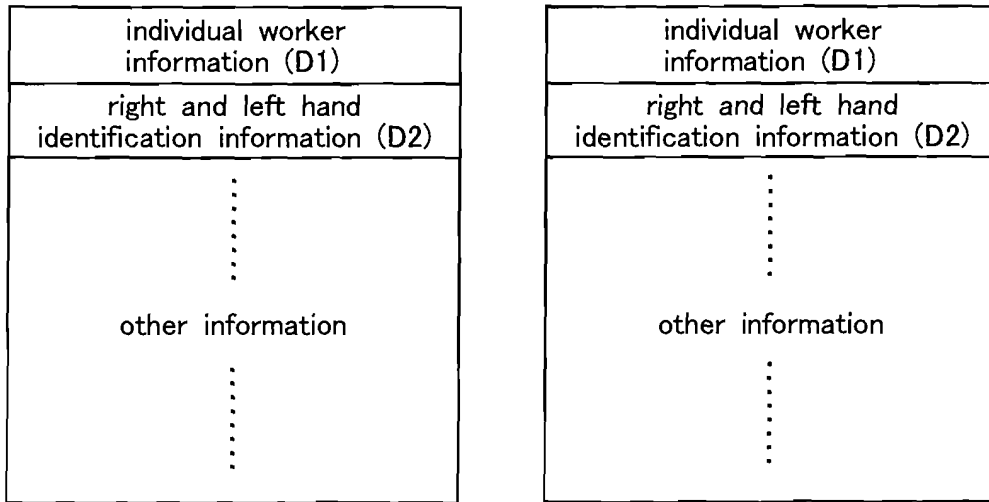 individual worker
information (D1)
right and left hand
identification information (D2)
other information
individual worker
information (D1)
right and left hand
identification information (D2)
other information